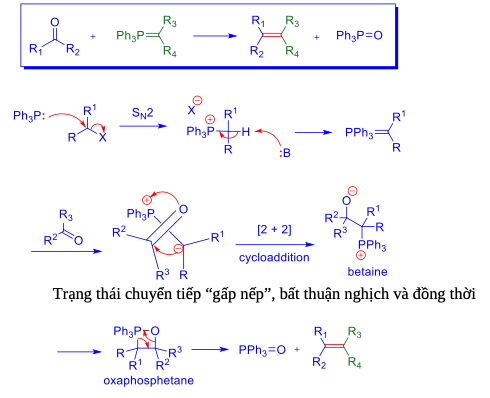 O R₃ R₁ R₃
R₁ R₂ + Ph₃P R₄ R₂ R₄ + Ph₃P=O
Ph₃P: R¹ R X S_N2 X⊖ Ph₃P⊕ R¹ H R :B PPh₃ R¹ R
R₃ R² O ⊕ Ph₃P O R² R³ ⊖ R¹ R [2 + 2] cycloaddition O⊖ R² R³ R¹ R PPh₃ ⊕ betaine
Trạng thái chuyển tiếp “gấp nếp”, bất thuận nghịch và đồng thời
Ph₃P–O R R¹ R³ R² PPh₃=O + R₁ R₂ R₃ R₄
oxaphosphetane